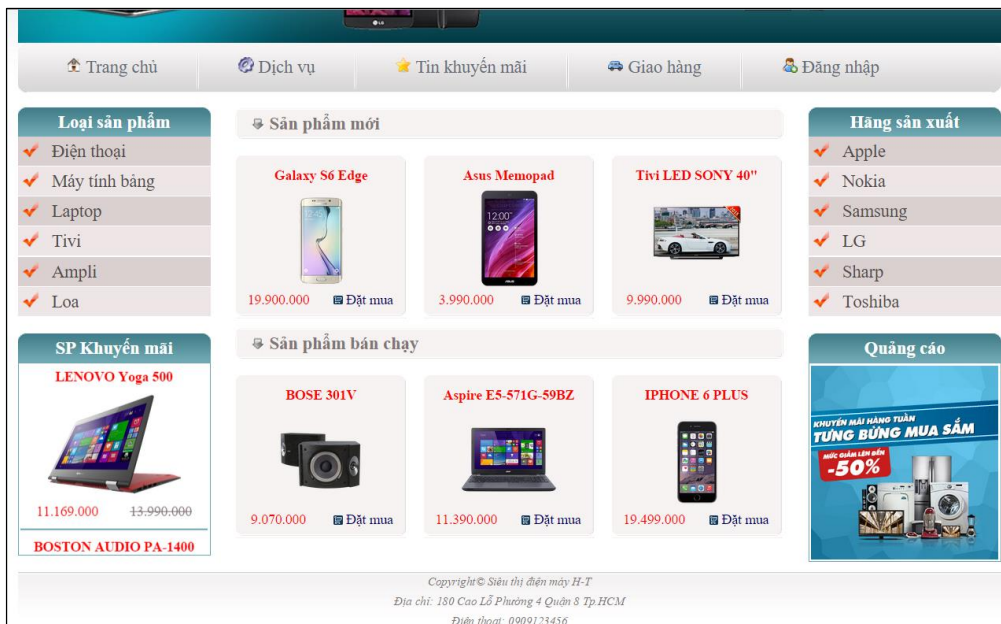 LG
Trang chủ
Dịch vụ
Tin khuyến mãi
Giao hàng
Đăng nhập
Loại sản phẩm
Điện thoại
Máy tính bảng
Laptop
Tivi
Ampli
Loa
SP Khuyến mãi
LENOVO Yoga 500
11.169.000 13.990.000
BOSTON AUDIO PA-1400
Sản phẩm mới
Galaxy S6 Edge
19.900.000 Đặt mua
Asus Memopad
12:00
3.990.000 Đặt mua
Tivi LED SONY 40"
9.990.000 Đặt mua
Sản phẩm bán chạy
BOSE 301V
9.070.000 Đặt mua
Aspire E5-571G-59BZ
11.390.000 Đặt mua
IPHONE 6 PLUS
19.499.000 Đặt mua
Hãng sản xuất
Apple
Nokia
Samsung
LG
Sharp
Toshiba
Quảng cáo
KHUYẾN MÃI HÀNG TUẦN
TƯNG BỪNG MUA SẮM
MỨC GIẢM LÊN ĐẾN
-50%
Copyright© Siêu thị điện máy H-T
Địa chỉ: 180 Cao Lỗ Phường 4 Quận 8 Tp.HCM
Điện thoại: 0909123456